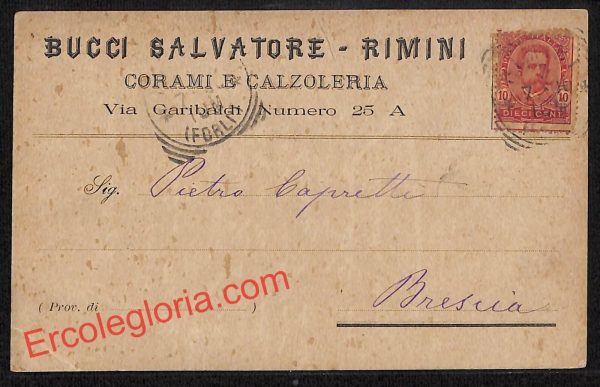 BUCCI SALVATORE - RIMINI
CORAMI E CALZOLERIA
Via Garibaldi Numero 25 A
(FORLI)
10 10
DIECI CENT
Sig. Pietro Capretti
Brescia
( Prov. di )
Ercolegloria.com